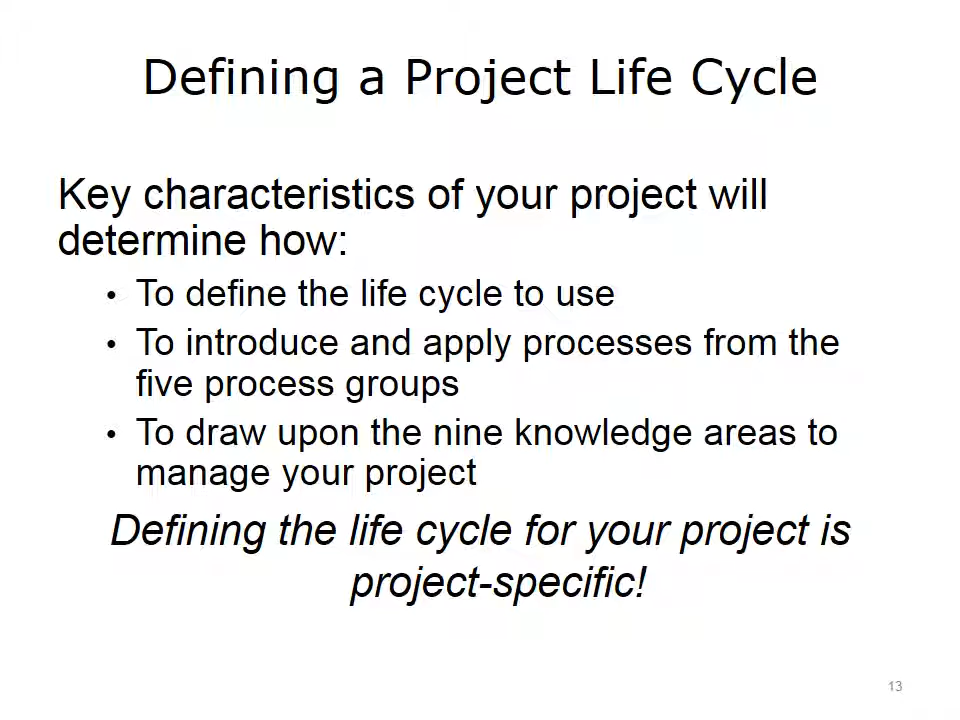 Defining a Project Life Cycle
Key characteristics of your project will
determine how:
• To define the life cycle to use
• To introduce and apply processes from the
five process groups
• To draw upon the nine knowledge areas to
manage your project
Defining the life cycle for your project is
project-specific!
13